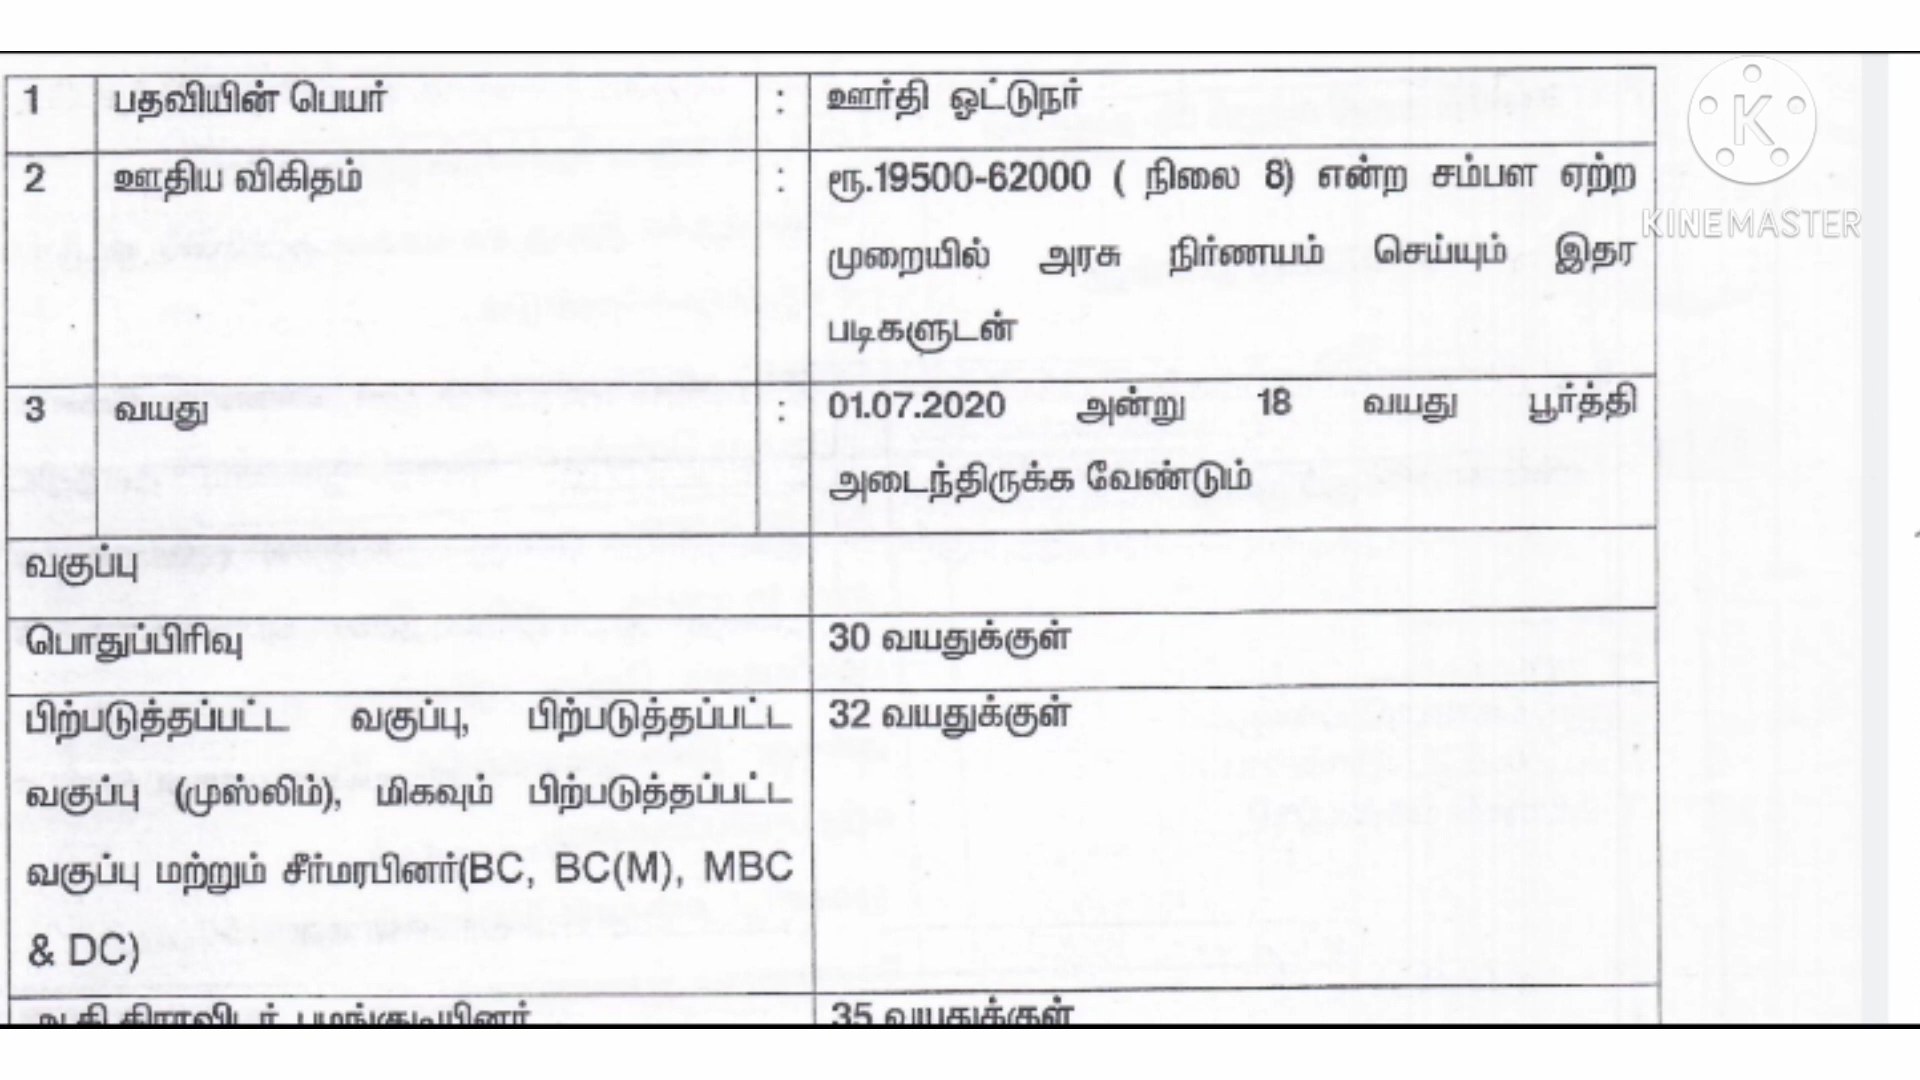 1 பதவியின் பெயர் : ஊர்தி ஓட்டுநர்
2 ஊதிய விகிதம் : ரூ.19500-62000 ( நிலை 8) என்ற சம்பள ஏற்ற
முறையில் அரசு நிர்ணயம் செய்யும் இதர
படிகளுடன்
3 வயது : 01.07.2020 அன்று 18 வயது பூர்த்தி
அடைந்திருக்க வேண்டும்
வகுப்பு
பொதுப்பிரிவு 30 வயதுக்குள்
பிற்படுத்தப்பட்ட வகுப்பு, பிற்படுத்தப்பட்ட 32 வயதுக்குள்
வகுப்பு (முஸ்லிம்), மிகவும் பிற்படுத்தப்பட்ட
வகுப்பு மற்றும் சீர்மரபினர்(BC, BC(M), MBC
& DC)
35 வயதுக்குள்
K
KINEMASTER